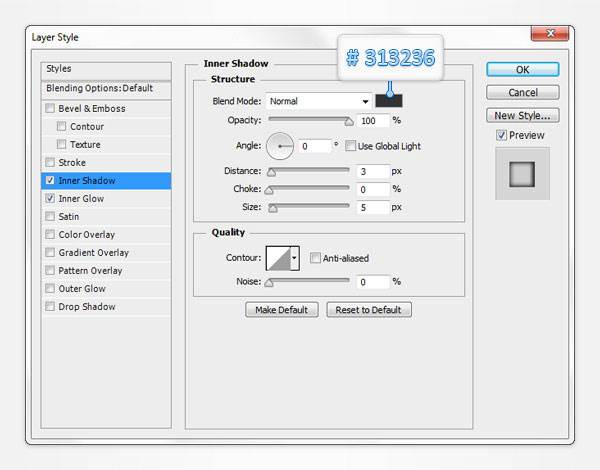 Layer Style
# 313236
Styles
Blending Options:Default
Bevel & Emboss
Contour
Texture
Stroke
Inner Shadow
Inner Glow
Satin
Color Overlay
Gradient Overlay
Pattern Overlay
Outer Glow
Drop Shadow
Inner Shadow
Structure
Blend Mode: Normal
Opacity: 100 %
Angle: 0 ° Use Global Light
Distance: 3 px
Choke: 0 %
Size: 5 px
Quality
Contour: Anti-aliased
Noise: 0 %
Make Default Reset to Default
OK
Cancel
New Style...
Preview